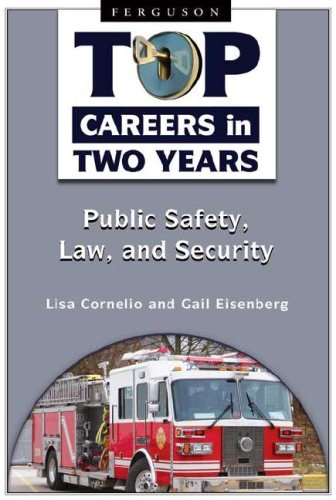 FERGUSON
TOP
CAREERS in
TWO YEARS
Public Safety,
Law, and Security
Lisa Cornelio and Gail Eisenberg